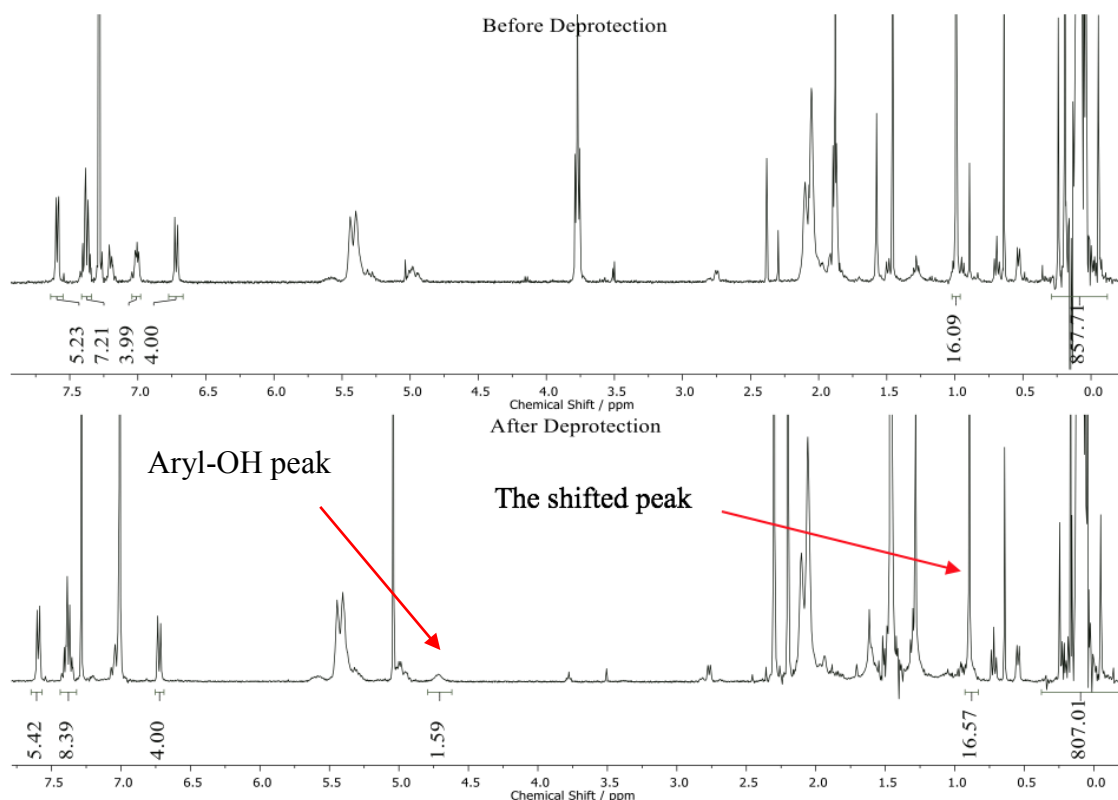 Before Deprotection
5.23
7.21
3.99
4.00
16.09
857.71
7.5 7.0 6.5 6.0 5.5 5.0 4.5 4.0 3.5 3.0 2.5 2.0 1.5 1.0 0.5 0.0
Chemical Shift / ppm
After Deprotection
Aryl-OH peak
The shifted peak
5.42
8.39
4.00
1.59
16.57
807.01
7.5 7.0 6.5 6.0 5.5 5.0 4.5 4.0 3.5 3.0 2.5 2.0 1.5 1.0 0.5 0.0
Chemical Shift / ppm